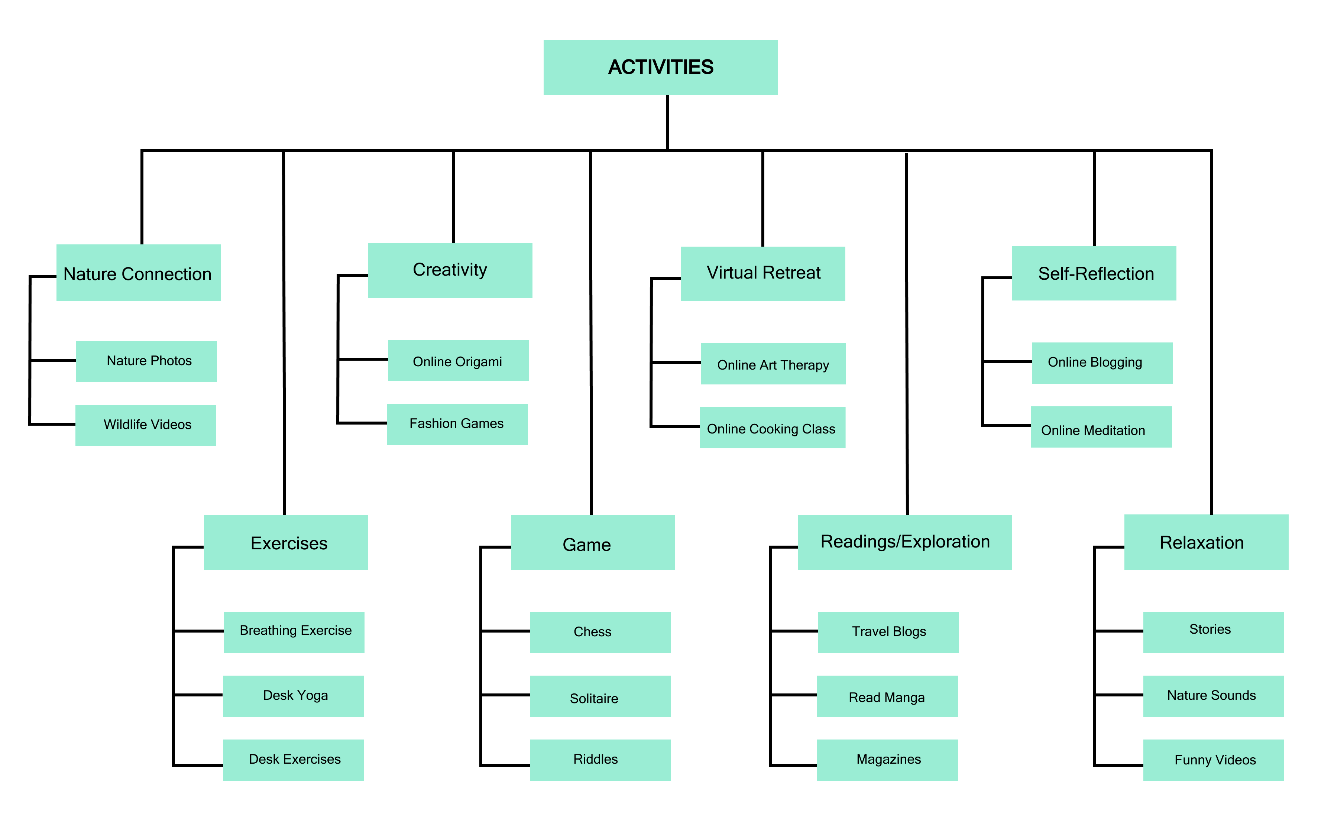 ACTIVITIES
Nature Connection
Nature Photos
Wildlife Videos
Creativity
Online Origami
Fashion Games
Virtual Retreat
Online Art Therapy
Online Cooking Class
Self-Reflection
Online Blogging
Online Meditation
Exercises
Breathing Exercise
Desk Yoga
Desk Exercises
Game
Chess
Solitaire
Riddles
Readings/Exploration
Travel Blogs
Read Manga
Magazines
Relaxation
Stories
Nature Sounds
Funny Videos